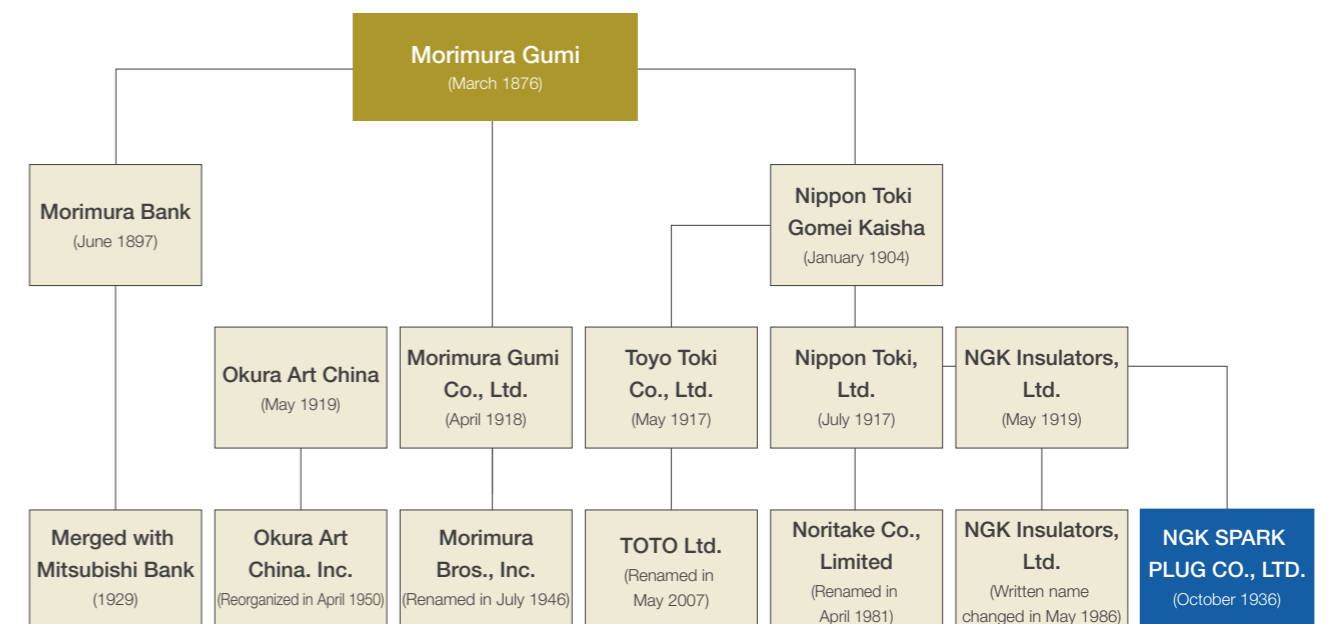 Morimura Gumi
(March 1876)
Morimura Bank
(June 1897)
Nippon Toki
Gomei Kaisha
(January 1904)
Okura Art China
(May 1919)
Morimura Gumi
Co., Ltd.
(April 1918)
Toyo Toki
Co., Ltd.
(May 1917)
Nippon Toki,
Ltd.
(July 1917)
NGK Insulators,
Ltd.
(May 1919)
Merged with
Mitsubishi Bank
(1929)
Okura Art
China. Inc.
(Reorganized in April 1950)
Morimura
Bros., Inc.
(Renamed in July 1946)
TOTO Ltd.
(Renamed in
May 2007)
Noritake Co.,
Limited
(Renamed in
April 1981)
NGK Insulators,
Ltd.
(Written name
changed in May 1986)
NGK SPARK
PLUG CO., LTD.
(October 1936)